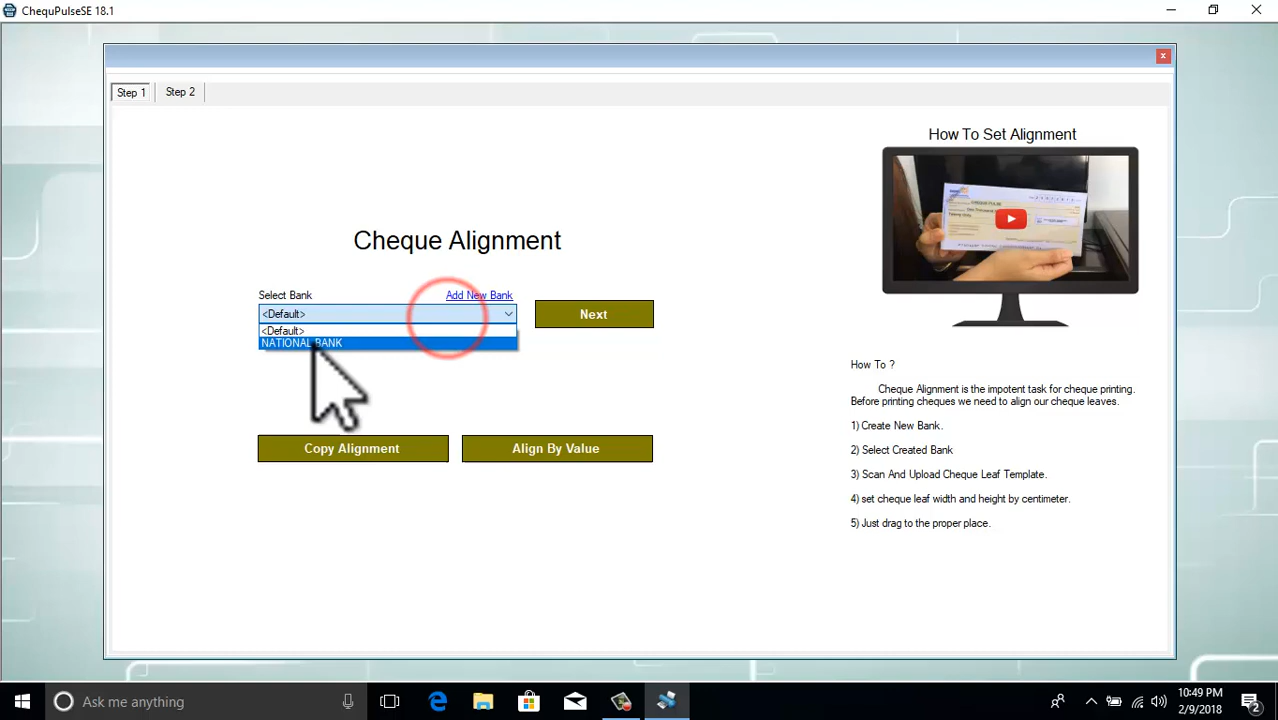 ChequPulseSE 18.1
Step 1
Step 2
How To Set Alignment
Cheque Alignment
Select Bank
Add New Bank
<Default>
Next
<Default>
NATIONAL BANK
Copy Alignment
Align By Value
How To ?
Cheque Alignment is the impotent task for cheque printing.
Before printing cheques we need to align our cheque leaves.
1) Create New Bank.
2) Select Created Bank
3) Scan And Upload Cheque Leaf Template.
4) set cheque leaf width and height by centimeter.
5) Just drag to the proper place.
Ask me anything
10:49 PM
2/9/2018
2